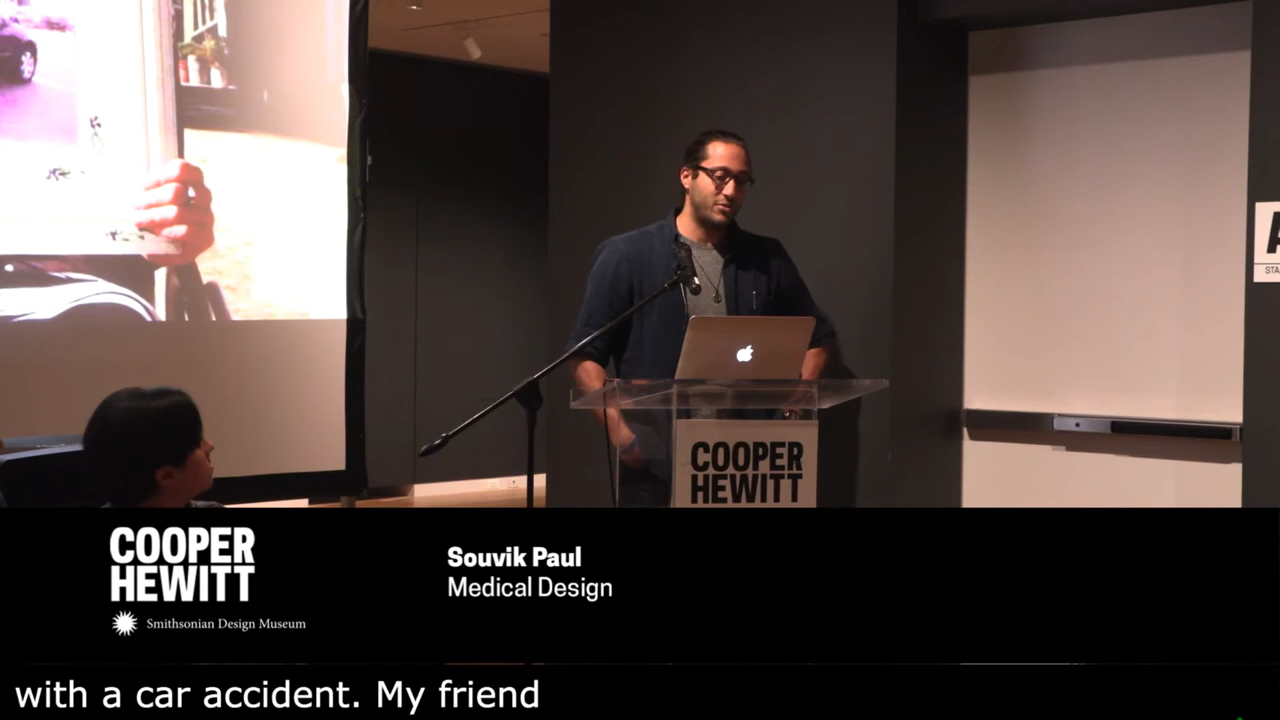 COOPER
HEWITT
COOPER
HEWITT
Smithsonian Design Museum
Souvik Paul
Medical Design
with a car accident. My friend